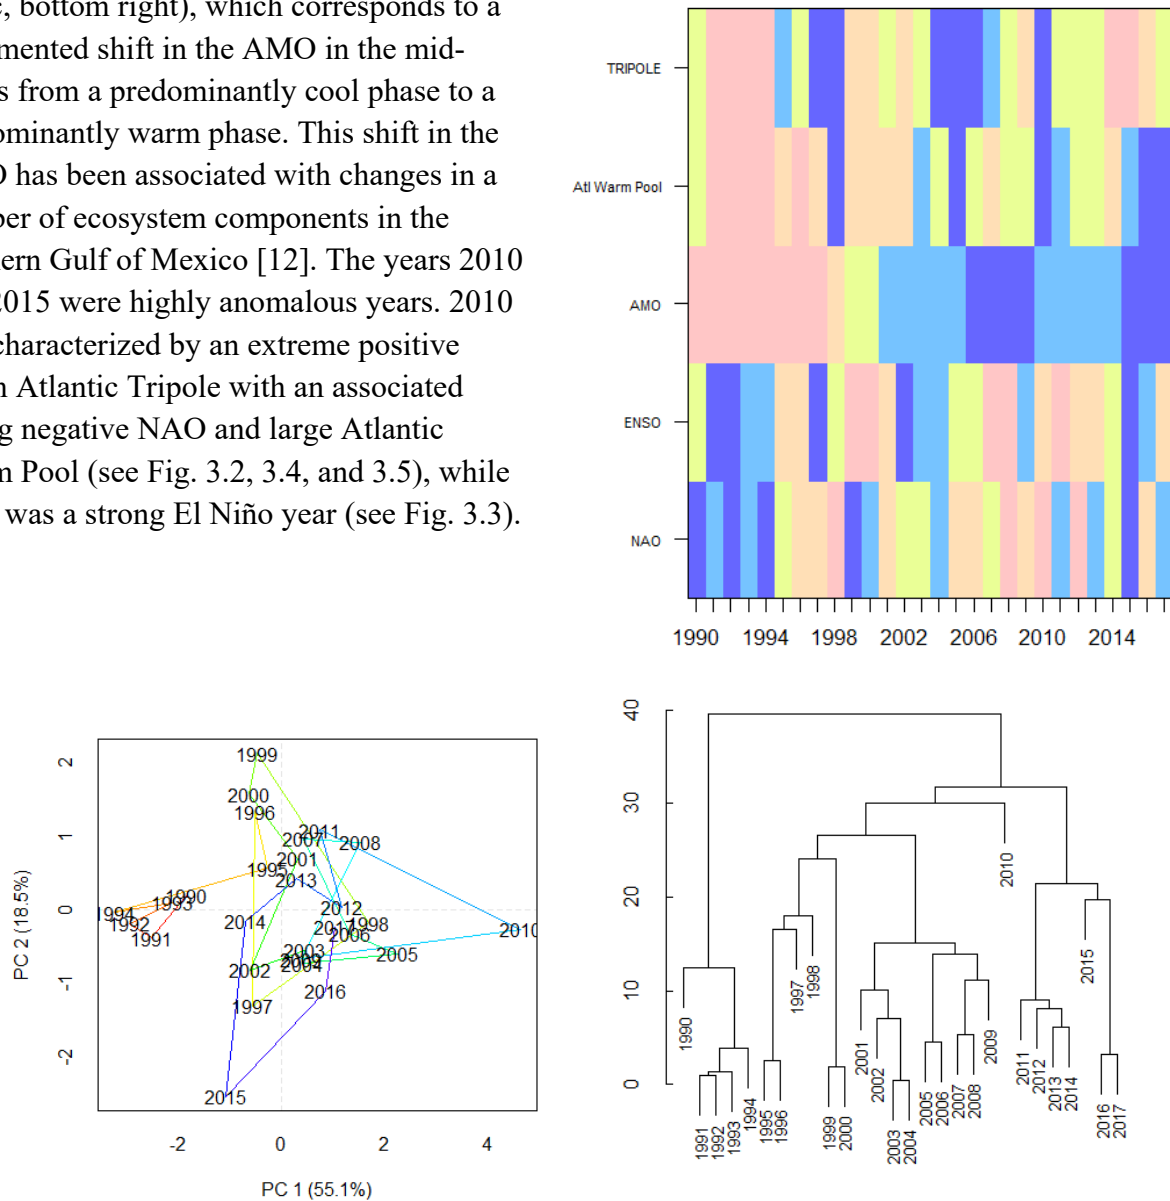 , bottom right), which corresponds to a
mented shift in the AMO in the mid-
s from a predominantly cool phase to a
ominantly warm phase. This shift in the
O has been associated with changes in a
ber of ecosystem components in the
ern Gulf of Mexico [12]. The years 2010
2015 were highly anomalous years. 2010
characterized by an extreme positive
n Atlantic Tripole with an associated
g negative NAO and large Atlantic
m Pool (see Fig. 3.2, 3.4, and 3.5), while
was a strong El Niño year (see Fig. 3.3).
TRIPOLE
Atl Warm Pool
AMO
ENSO
NAO
1990 1994 1998 2002 2006 2010 2014
PC 2 (18.5%)
2
1
0
-1
-2
1999
2000
1996
2011
2007 2008
2001
1995
2013
1990
1993
1994
2012
1992
2014
1998
2010
1991
2006
2003
2005
2002
2004
2016
1997
2015
-2 0 2 4
PC 1 (55.1%)
40
30
20
10
0
1990
1991
1992
1993
1994
1995
1996
1997
1998
1999
2000
2001
2002
2003
2004
2005
2006
2007
2008
2009
2010
2011
2012
2013
2014
2015
2016
2017